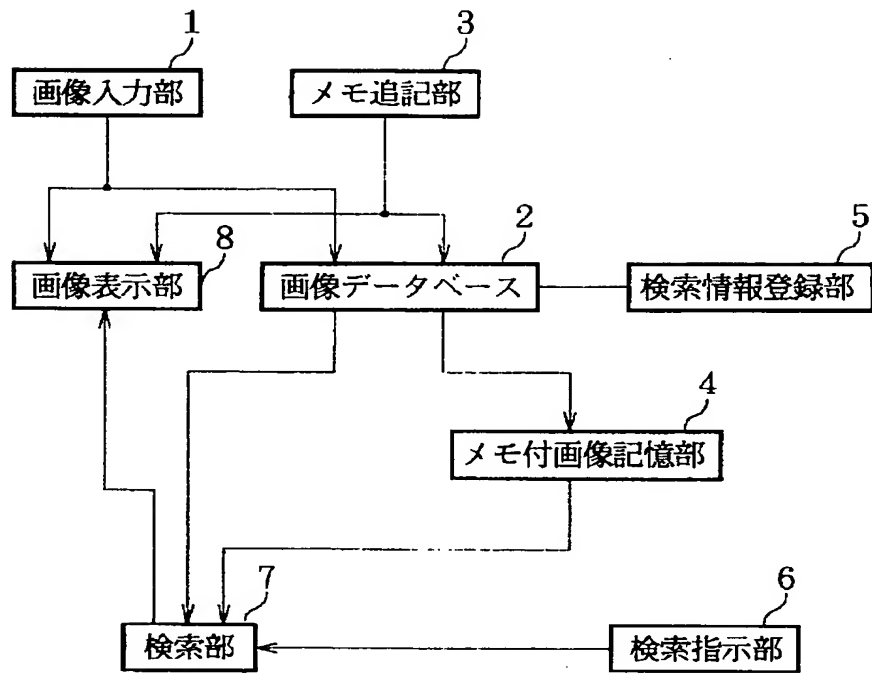 1
画像入力部
3
メモ追記部
8
画像表示部
2
画像データベース
5
検索情報登録部
4
メモ付画像記憶部
7
検索部
6
検索指示部